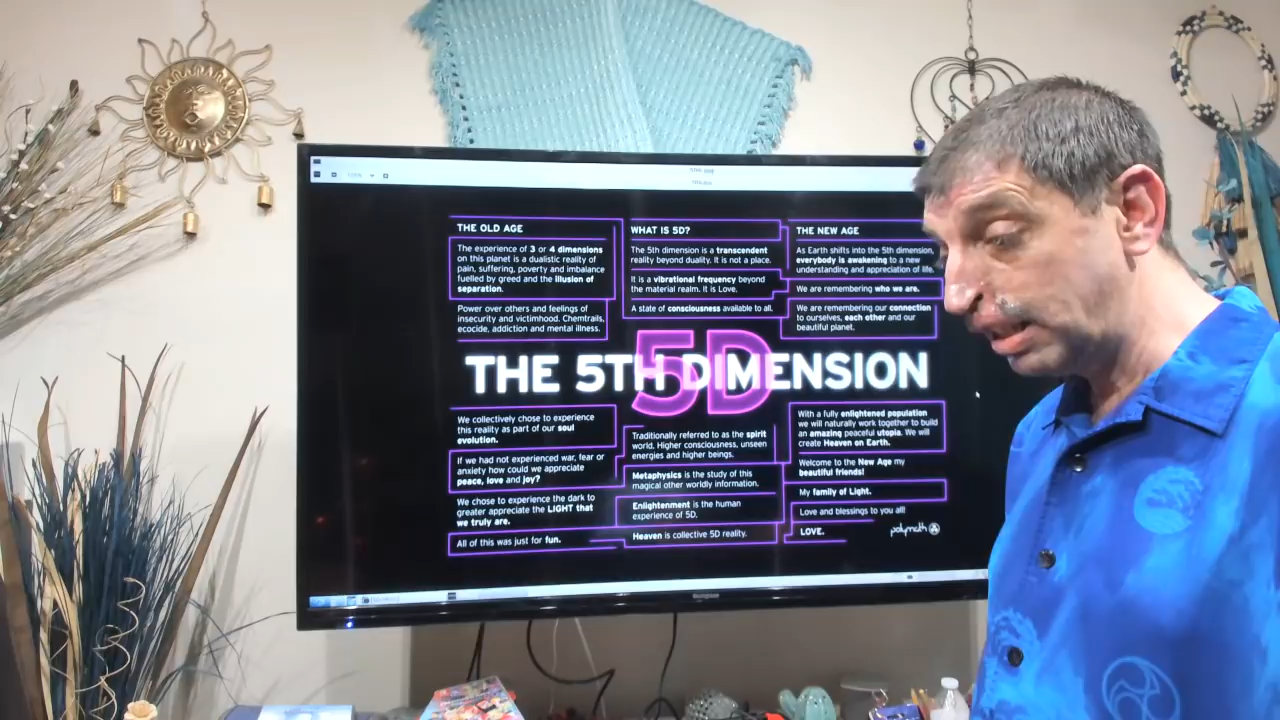 THE OLD AGE
The experience of 3 or 4 dimensions
on this planet is a dualistic reality of
pain, suffering, poverty and imbalance
fuelled by greed and the illusion of
separation.
Power over others and feelings of
insecurity and victimhood. Chemtrails,
ecocide, addiction and mental illness.
WHAT IS 5D?
The 5th dimension is a transcendent
reality beyond duality. It is not a place.
It is a vibrational frequency beyond
the material realm. It is Love.
A state of consciousness available to all.
THE NEW AGE
As Earth shifts into the 5th dimension,
everybody is awakening to a new
understanding and appreciation of life.
We are remembering who we are.
We are remembering our connection
to ourselves, each other and our
beautiful planet.
5D
THE 5TH DIMENSION
We collectively chose to experience
this reality as part of our soul
evolution.
If we had not experienced war, fear or
anxiety how could we appreciate
peace, love and joy?
We chose to experience the dark to
greater appreciate the LIGHT that
we truly are.
All of this was just for fun.
Traditionally referred to as the spirit
world. Higher consciousness, unseen
energies and higher beings.
Metaphysics is the study of this
magical other worldly information.
Enlightenment is the human
experience of 5D.
Heaven is collective 5D reality.
With a fully enlightened population
we will naturally work together to build
an amazing peaceful utopia. We will
create Heaven on Earth.
Welcome to the New Age my
beautiful friends!
My family of Light.
Love and blessings to you all!
LOVE.
polymath